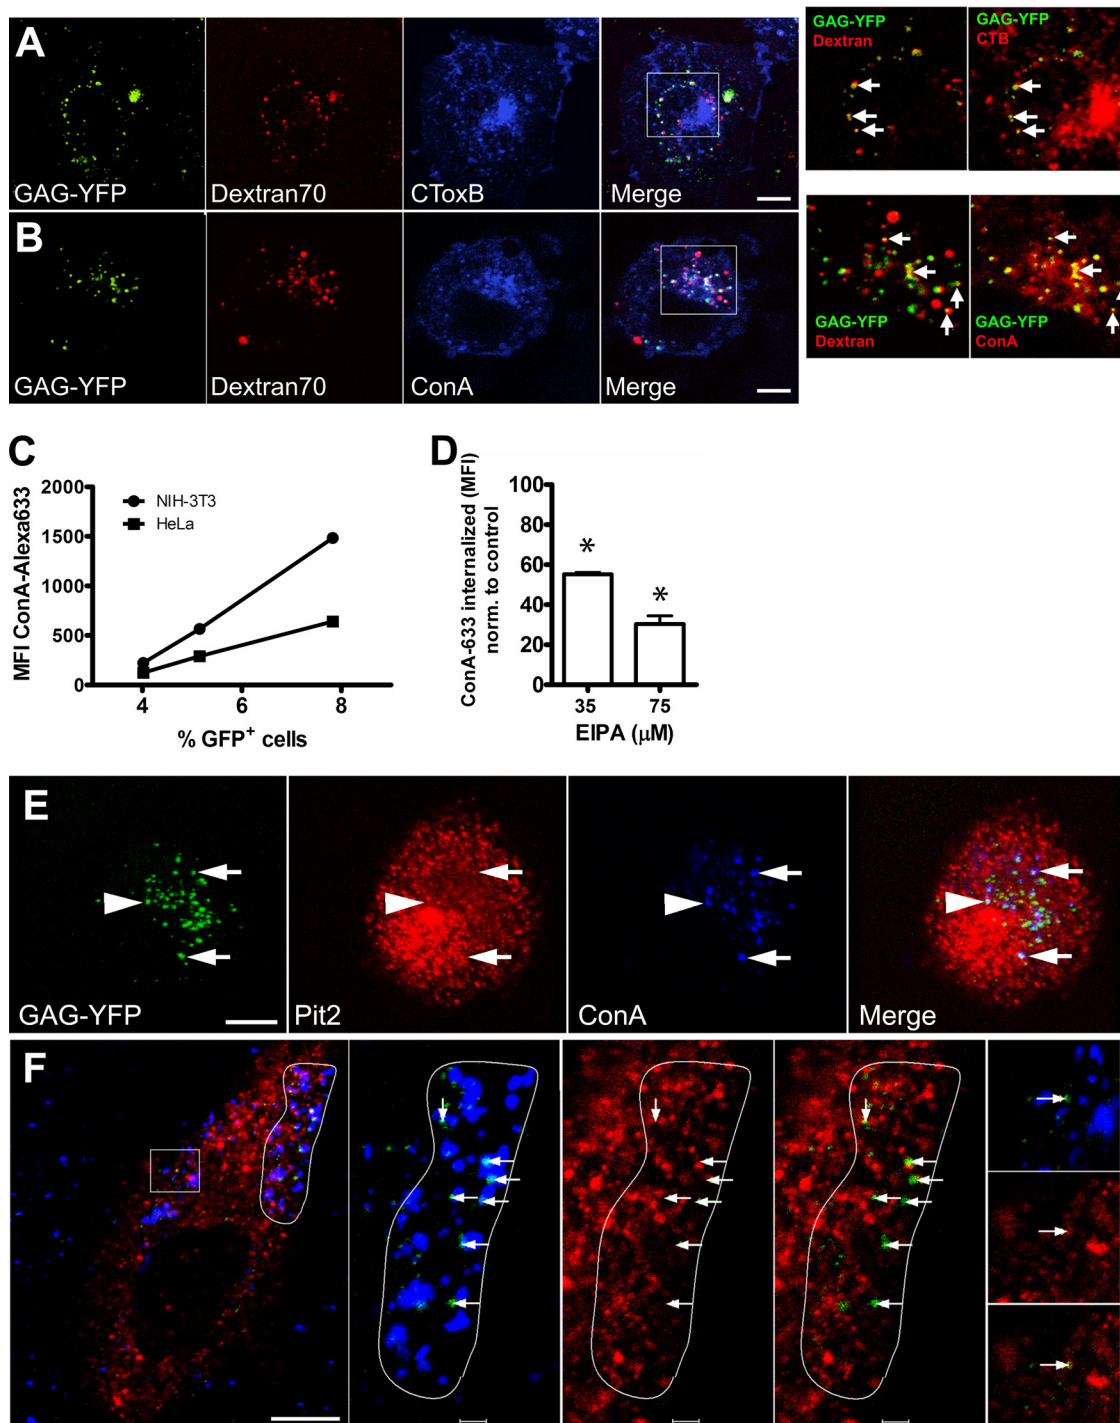 A
GAG-YFP
Dextran70
CToxB
Merge
GAG-YFP
Dextran
GAG-YFP
CTB
B
GAG-YFP
Dextran70
ConA
Merge
GAG-YFP
Dextran
GAG-YFP
ConA
C
MFI ConA-Alexa633
2000
1500
1000
500
0
NIH-3T3
HeLa
4
6
8
% GFP+ cells
D
ConA-633 internalized (MFI)
norm. to control
100
80
60
40
20
0
*
*
35
75
EIPA (μM)
E
GAG-YFP
Pit2
ConA
Merge
F